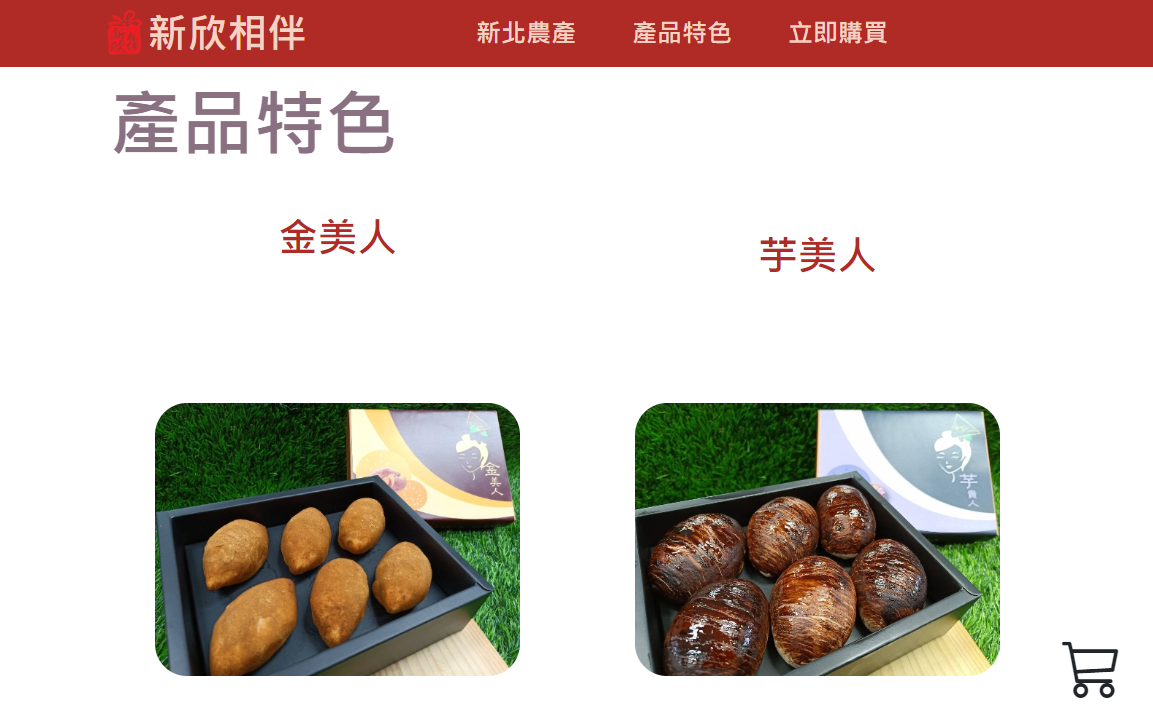 新欣相伴
新北農產
產品特色
立即購買
產品特色
金美人
芋美人
金美人
芋貴人